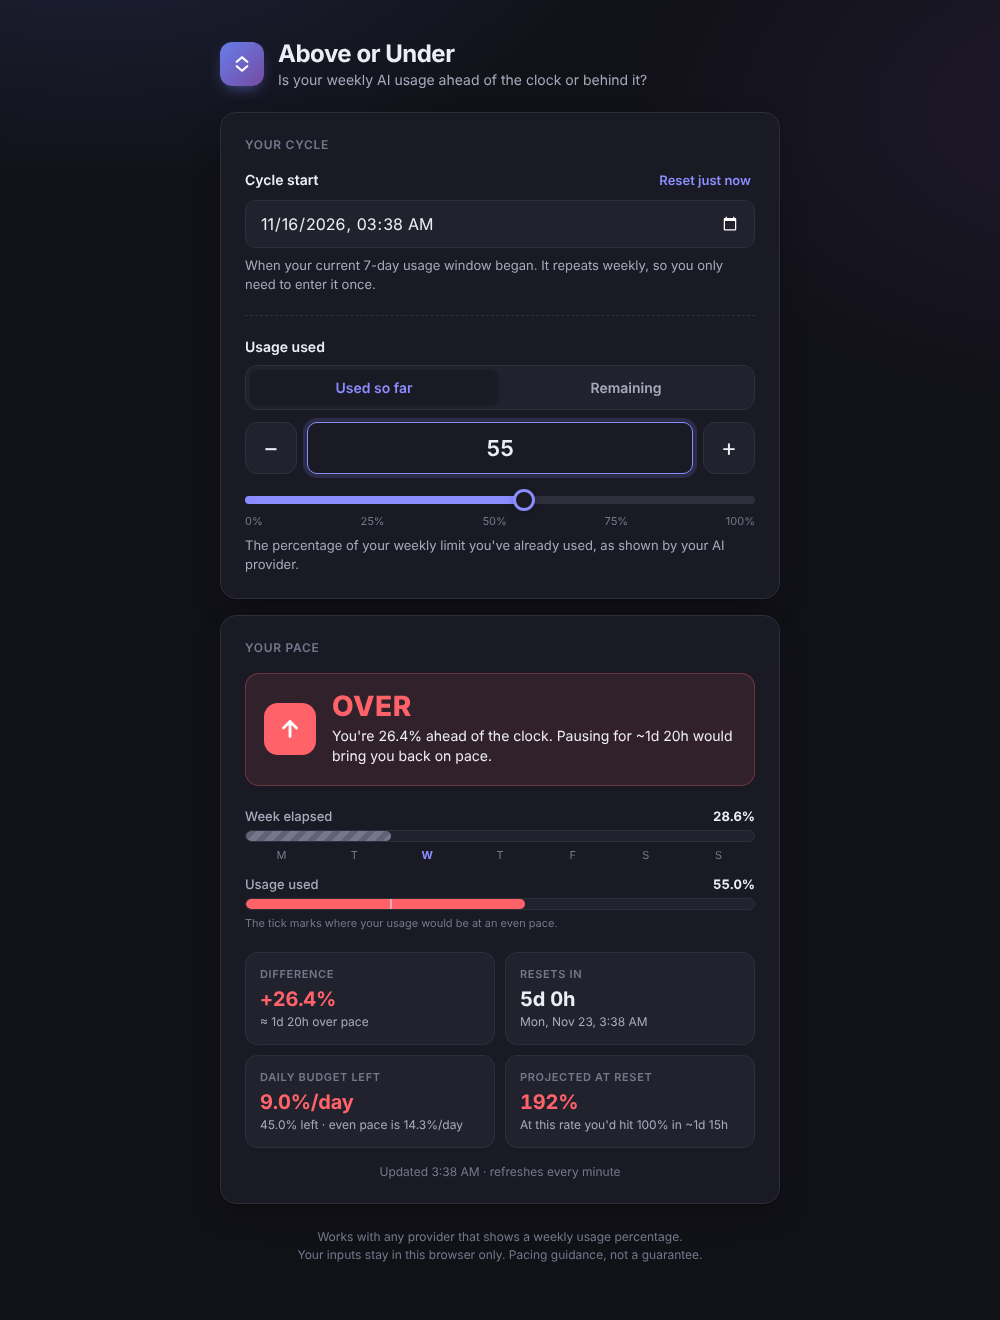 Above or Under
Is your weekly AI usage ahead of the clock or behind it?
YOUR CYCLE
Cycle start
Reset just now
11/16/2026, 03:38 AM
When your current 7-day usage window began. It repeats weekly, so you only
need to enter it once.
Usage used
Used so far
Remaining
−
55
+
0%
25%
50%
75%
100%
The percentage of your weekly limit you've already used, as shown by your AI
provider.
YOUR PACE
OVER
You're 26.4% ahead of the clock. Pausing for ~1d 20h would
bring you back on pace.
Week elapsed
28.6%
M
T
W
T
F
S
S
Usage used
55.0%
The tick marks where your usage would be at an even pace.
DIFFERENCE
+26.4%
≈ 1d 20h over pace
RESETS IN
5d 0h
Mon, Nov 23, 3:38 AM
DAILY BUDGET LEFT
9.0%/day
45.0% left · even pace is 14.3%/day
PROJECTED AT RESET
192%
At this rate you'd hit 100% in ~1d 15h
Updated 3:38 AM · refreshes every minute
Works with any provider that shows a weekly usage percentage.
Your inputs stay in this browser only. Pacing guidance, not a guarantee.